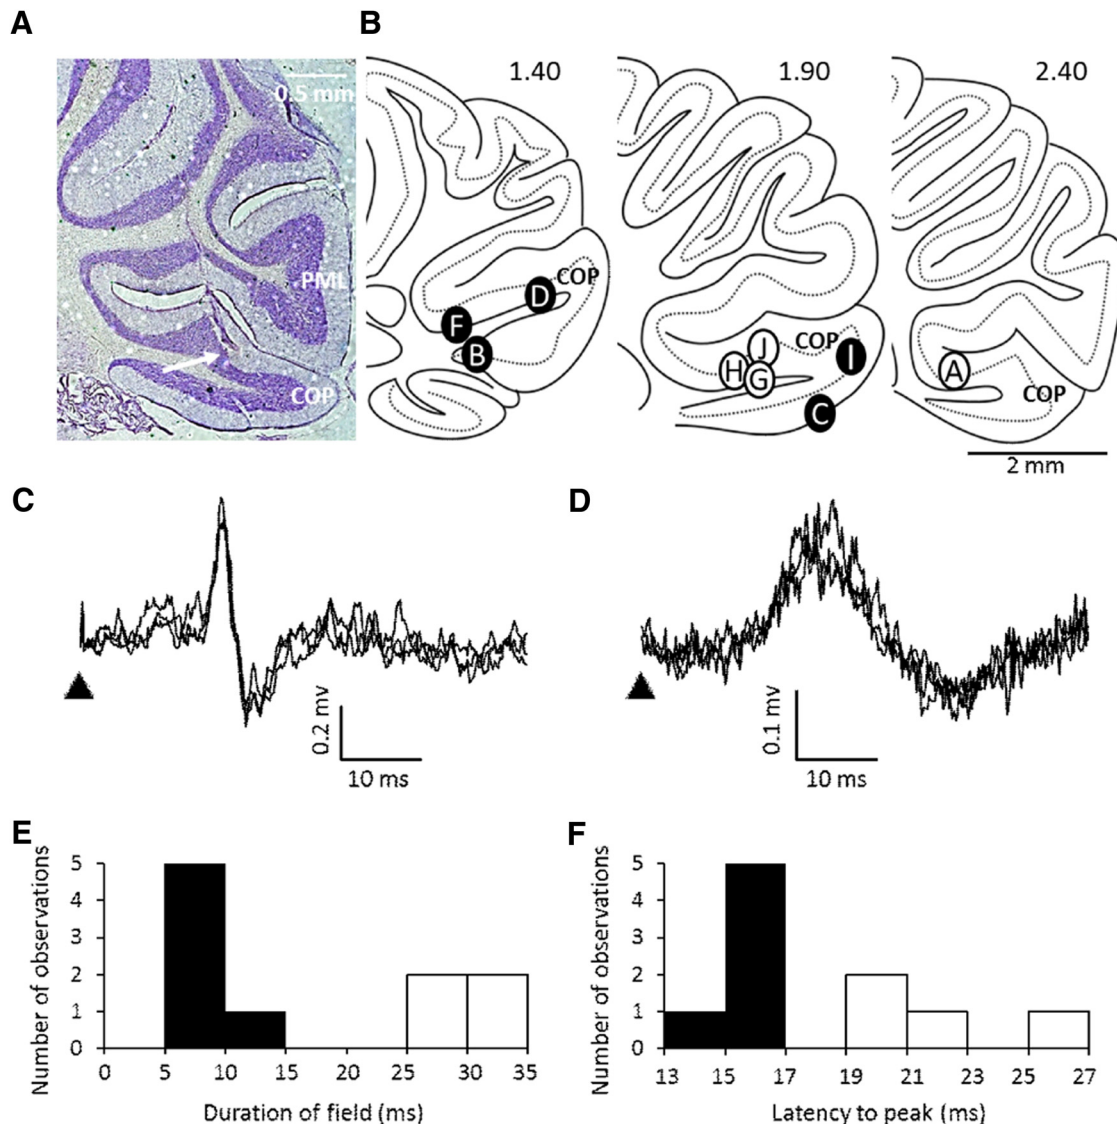 A
B
0.5 mm
PML
COP
1.40
COP
D
F
B
1.90
COP
J
I
H
G
C
2.40
A
COP
2 mm
C
0.2 mv
10 ms
D
0.1 mv
10 ms
E
Number of observations
5
4
3
2
1
0
0 5 10 15 20 25 30 35
Duration of field (ms)
F
Number of observations
5
4
3
2
1
0
13 15 17 19 21 23 25 27
Latency to peak (ms)